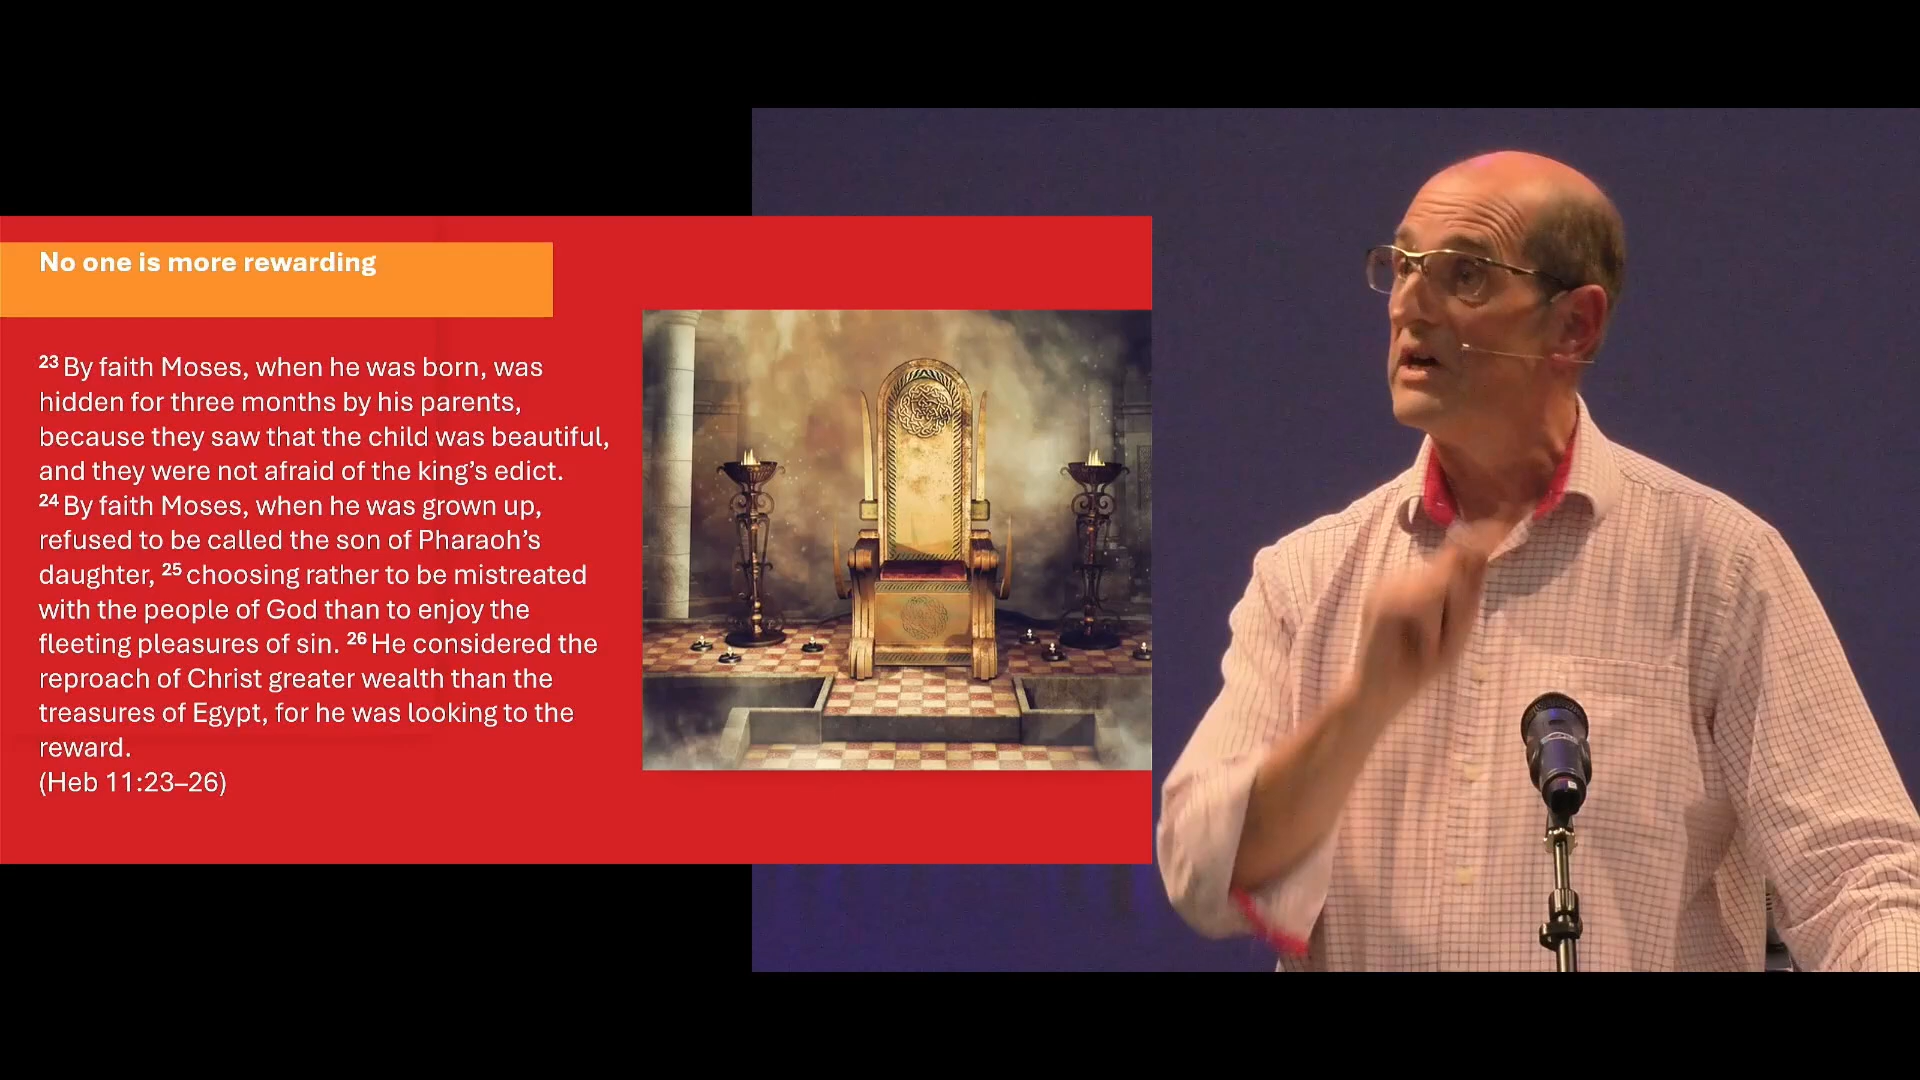 No one is more rewarding
23 By faith Moses, when he was born, was
hidden for three months by his parents,
because they saw that the child was beautiful,
and they were not afraid of the king’s edict.
24 By faith Moses, when he was grown up,
refused to be called the son of Pharaoh’s
daughter, 25 choosing rather to be mistreated
with the people of God than to enjoy the
fleeting pleasures of sin. 26 He considered the
reproach of Christ greater wealth than the
treasures of Egypt, for he was looking to the
reward.
(Heb 11:23–26)